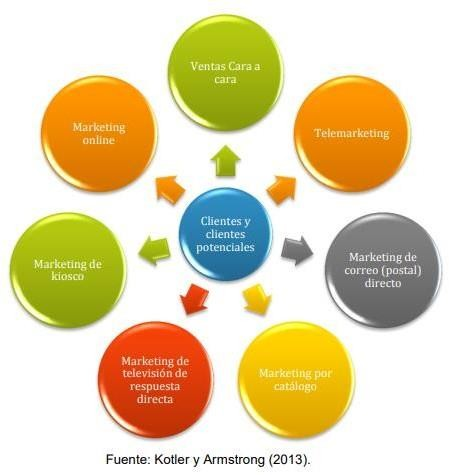 Ventas Cara a
cara
Telemarketing
Marketing de
correo (postal)
directo
Marketing por
catálogo
Marketing de
televisión de
respuesta
directa
Marketing de
kiosco
Marketing
online
Clientes y
clientes
potenciales
Fuente: Kotler y Armstrong (2013).